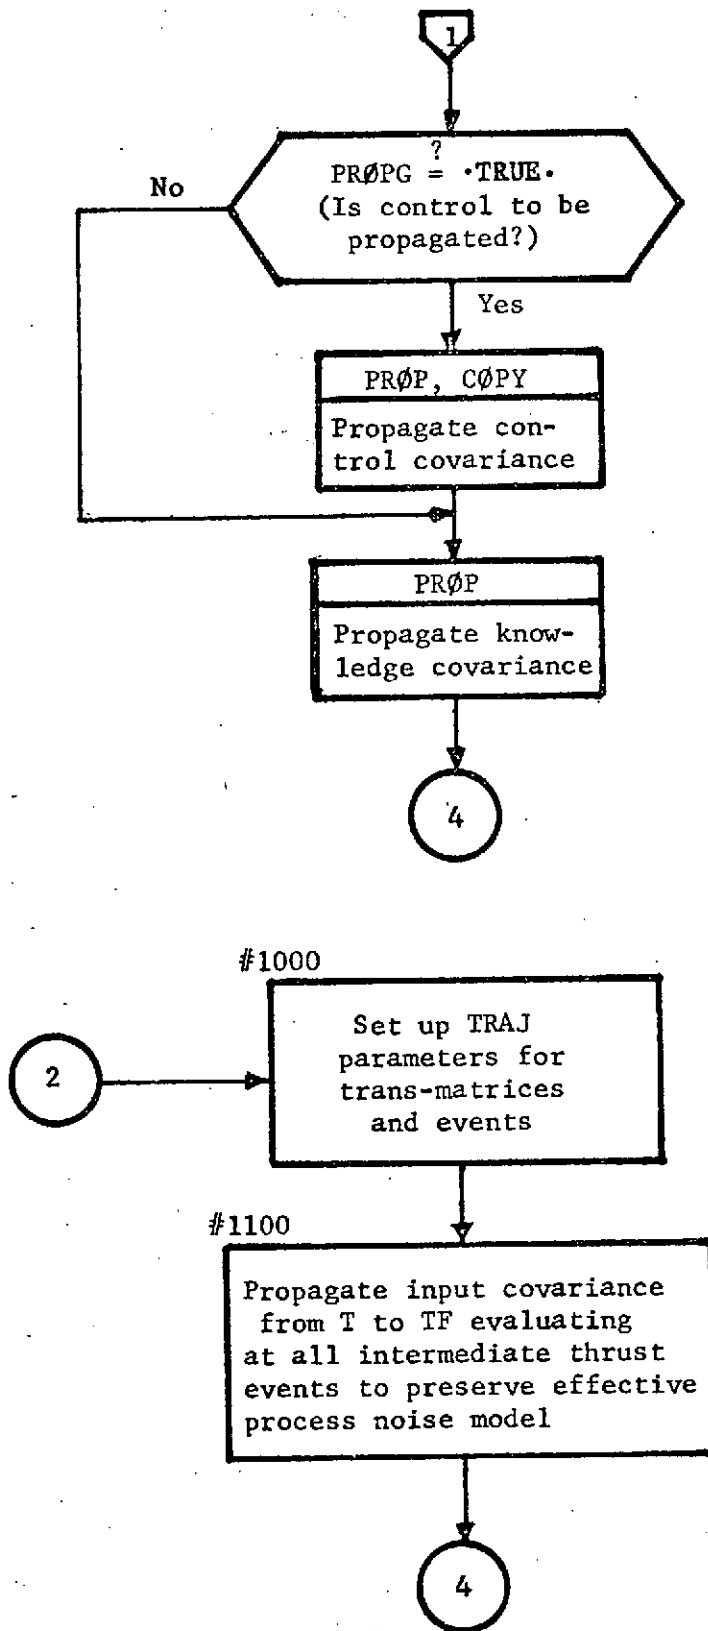 1
?
PRØPG = .TRUE.
(Is control to be
propagated?)
No
Yes
PRØP, CØPY
Propagate con-
trol covariance
PRØP
Propagate know-
ledge covariance
4
#1000
2
Set up TRAJ
parameters for
trans-matrices
and events
#1100
Propagate input covariance
from T to TF evaluating
at all intermediate thrust
events to preserve effective
process noise model
4